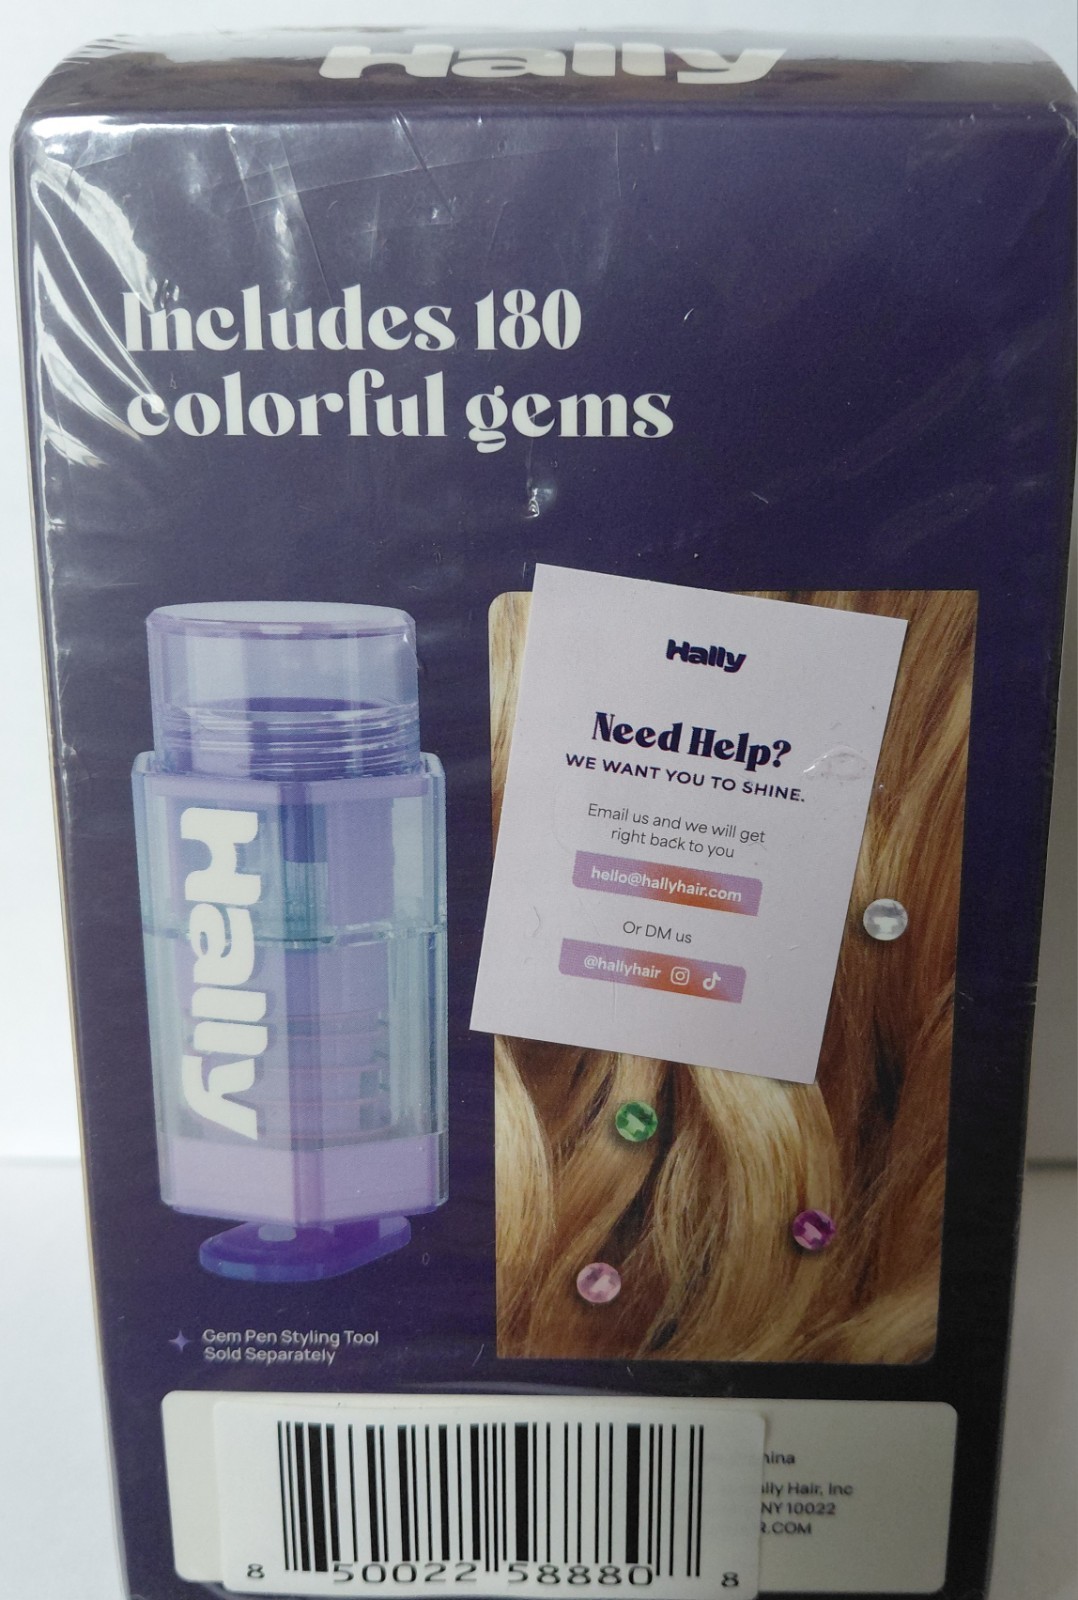 Hally
Includes 180
colorful gems
Hally
Need Help?
WE WANT YOU TO SHINE.
Email us and we will get
right back to you
hello@hallyhair.com
Or DM us
@hallyhair
Hally
Gem Pen Styling Tool
Sold Separately
Hair, Inc
NY 10022
8 50022 58880 8